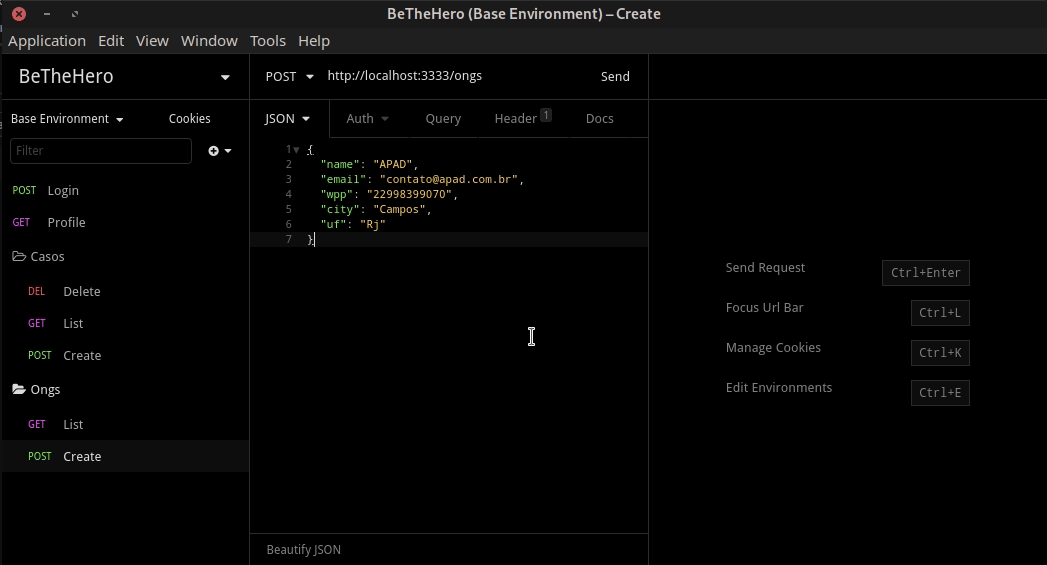 BeTheHero (Base Environment) – Create
Application Edit View Window Tools Help
BeTheHero
POST http://localhost:3333/ongs Send
Base Environment Cookies
JSON Auth Query Header 1 Docs
Filter
POST Login
GET Profile
Casos
DEL Delete
GET List
POST Create
Ongs
GET List
POST Create
1 {
2 "name": "APAD",
3 "email": "contato@apad.com.br",
4 "wpp": "22998399070",
5 "city": "Campos",
6 "uf": "Rj"
7 }
Beautify JSON
Send Request Ctrl+Enter
Focus Url Bar Ctrl+L
Manage Cookies Ctrl+K
Edit Environments Ctrl+E